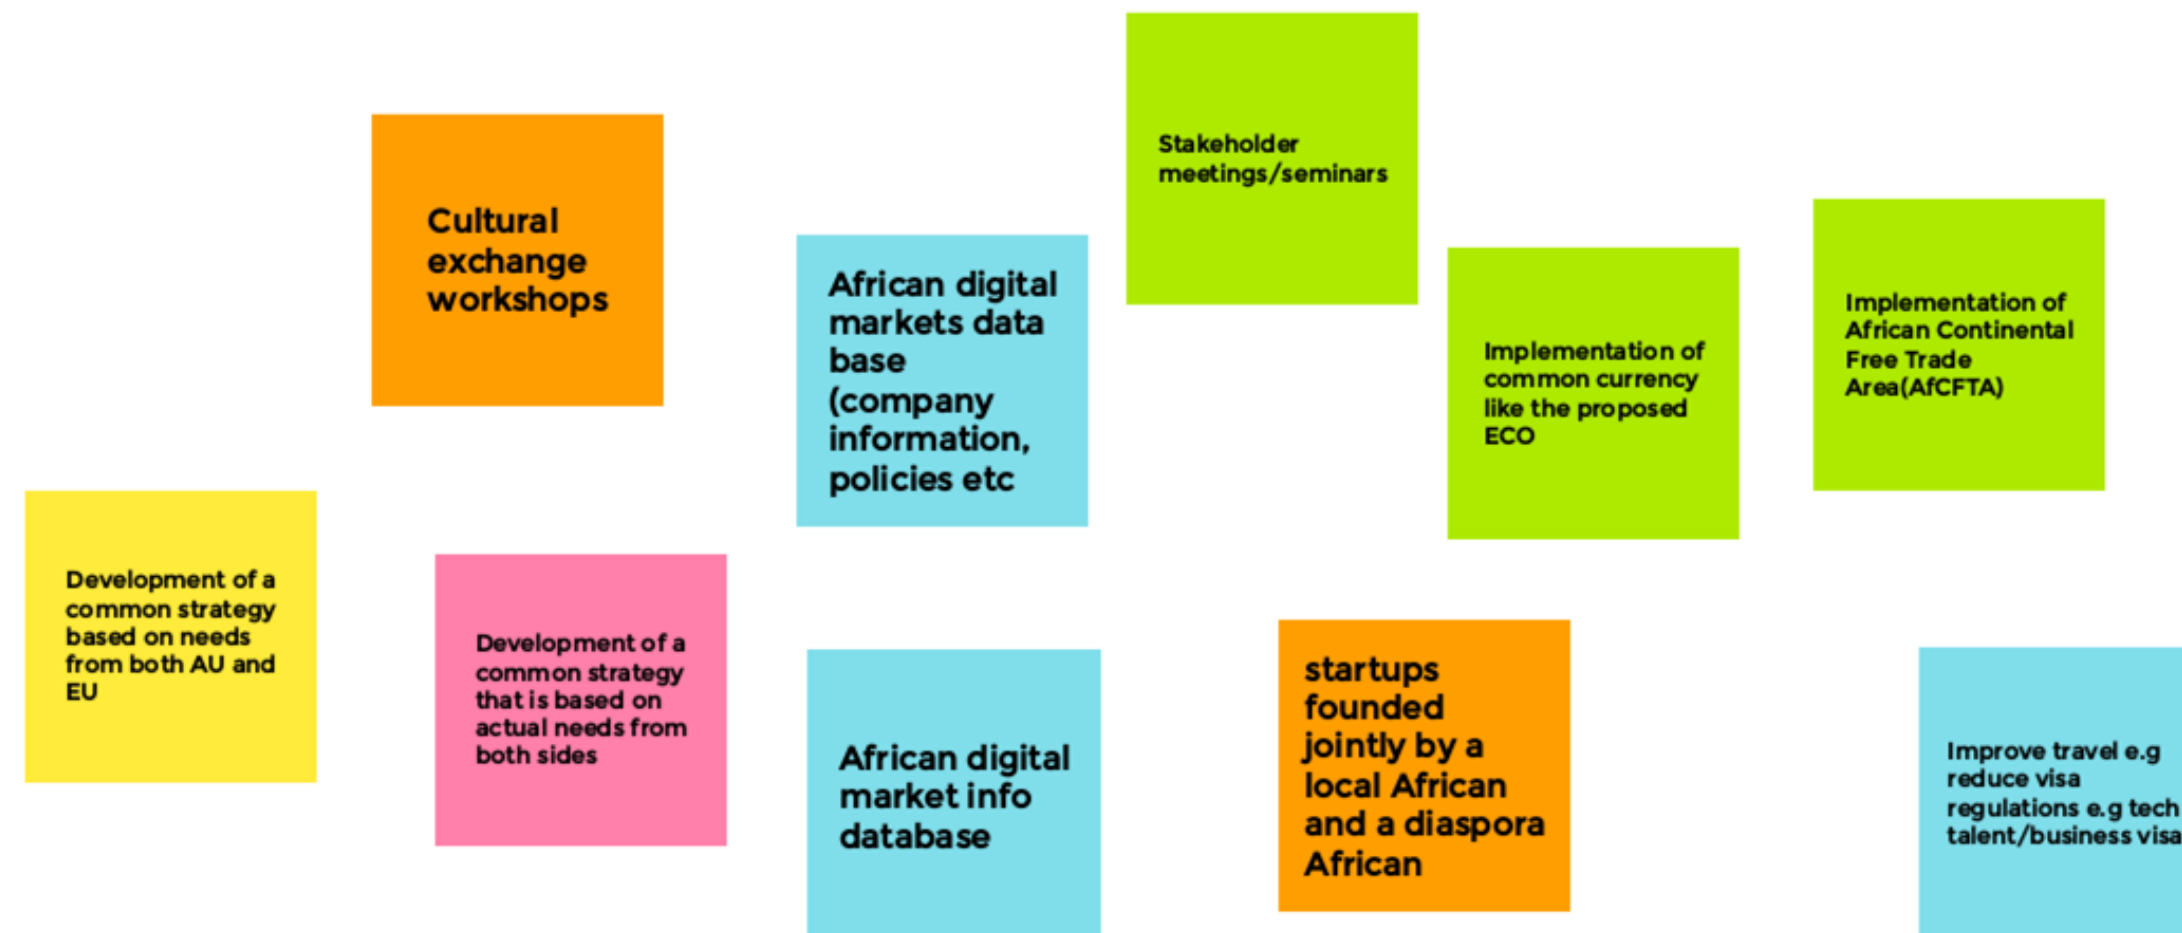 Stakeholder
meetings/seminars
Cultural
exchange
workshops
African digital
markets data
base
(company
information,
policies etc
Implementation of
common currency
like the proposed
ECO
Implementation of
African Continental
Free Trade
Area(AfCFTA)
Development of a
common strategy
based on needs
from both AU and
EU
Development of a
common strategy
that is based on
actual needs from
both sides
African digital
market info
database
startups
founded
jointly by a
local African
and a diaspora
African
Improve travel e.g
reduce visa
regulations e.g tech
talent/business visa